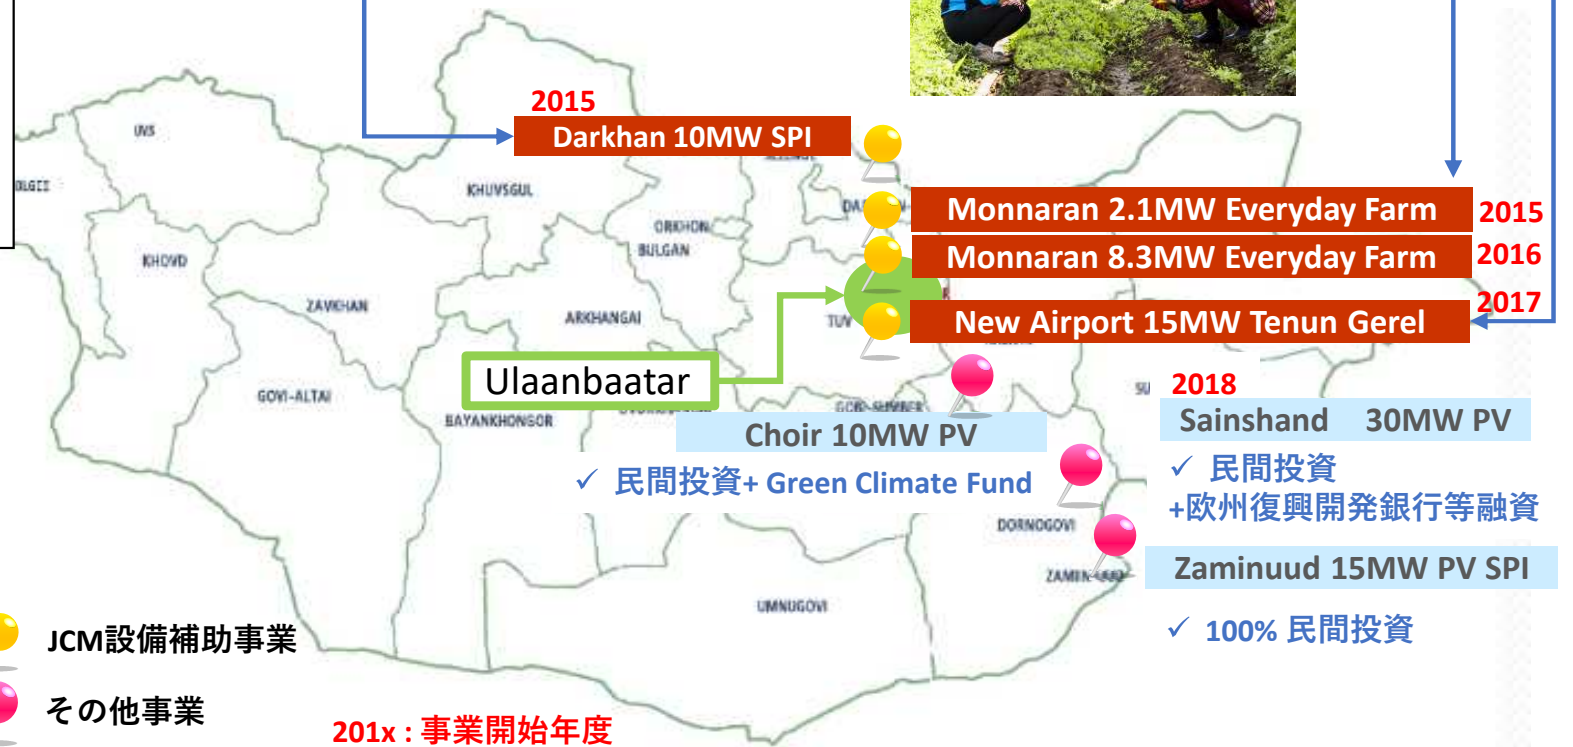 2015
Darkhan 10MW SPI
UVS
KHUVSGUL
Monnaran 2.1MW Everyday Farm
2015
ORKHON
BULGAN
Monnaran 8.3MW Everyday Farm
2016
KHOVD
ZAVKHAN
ARKHANGAI
TUV
New Airport 15MW Tenun Gerel
2017
Ulaanbaatar
GOVI-ALTAI
BAYANKHONGOR
2018
SU
Sainshand 30MW PV
Choir 10MW PV
✓ 民間投資
✓ 民間投資+ Green Climate Fund
+欧州復興開発銀行等融資
DORNOGOVI
Zaminuud 15MW PV SPI
UMNUGOVI
✓ 100% 民間投資
JCM設備補助事業
その他事業
201x : 事業開始年度